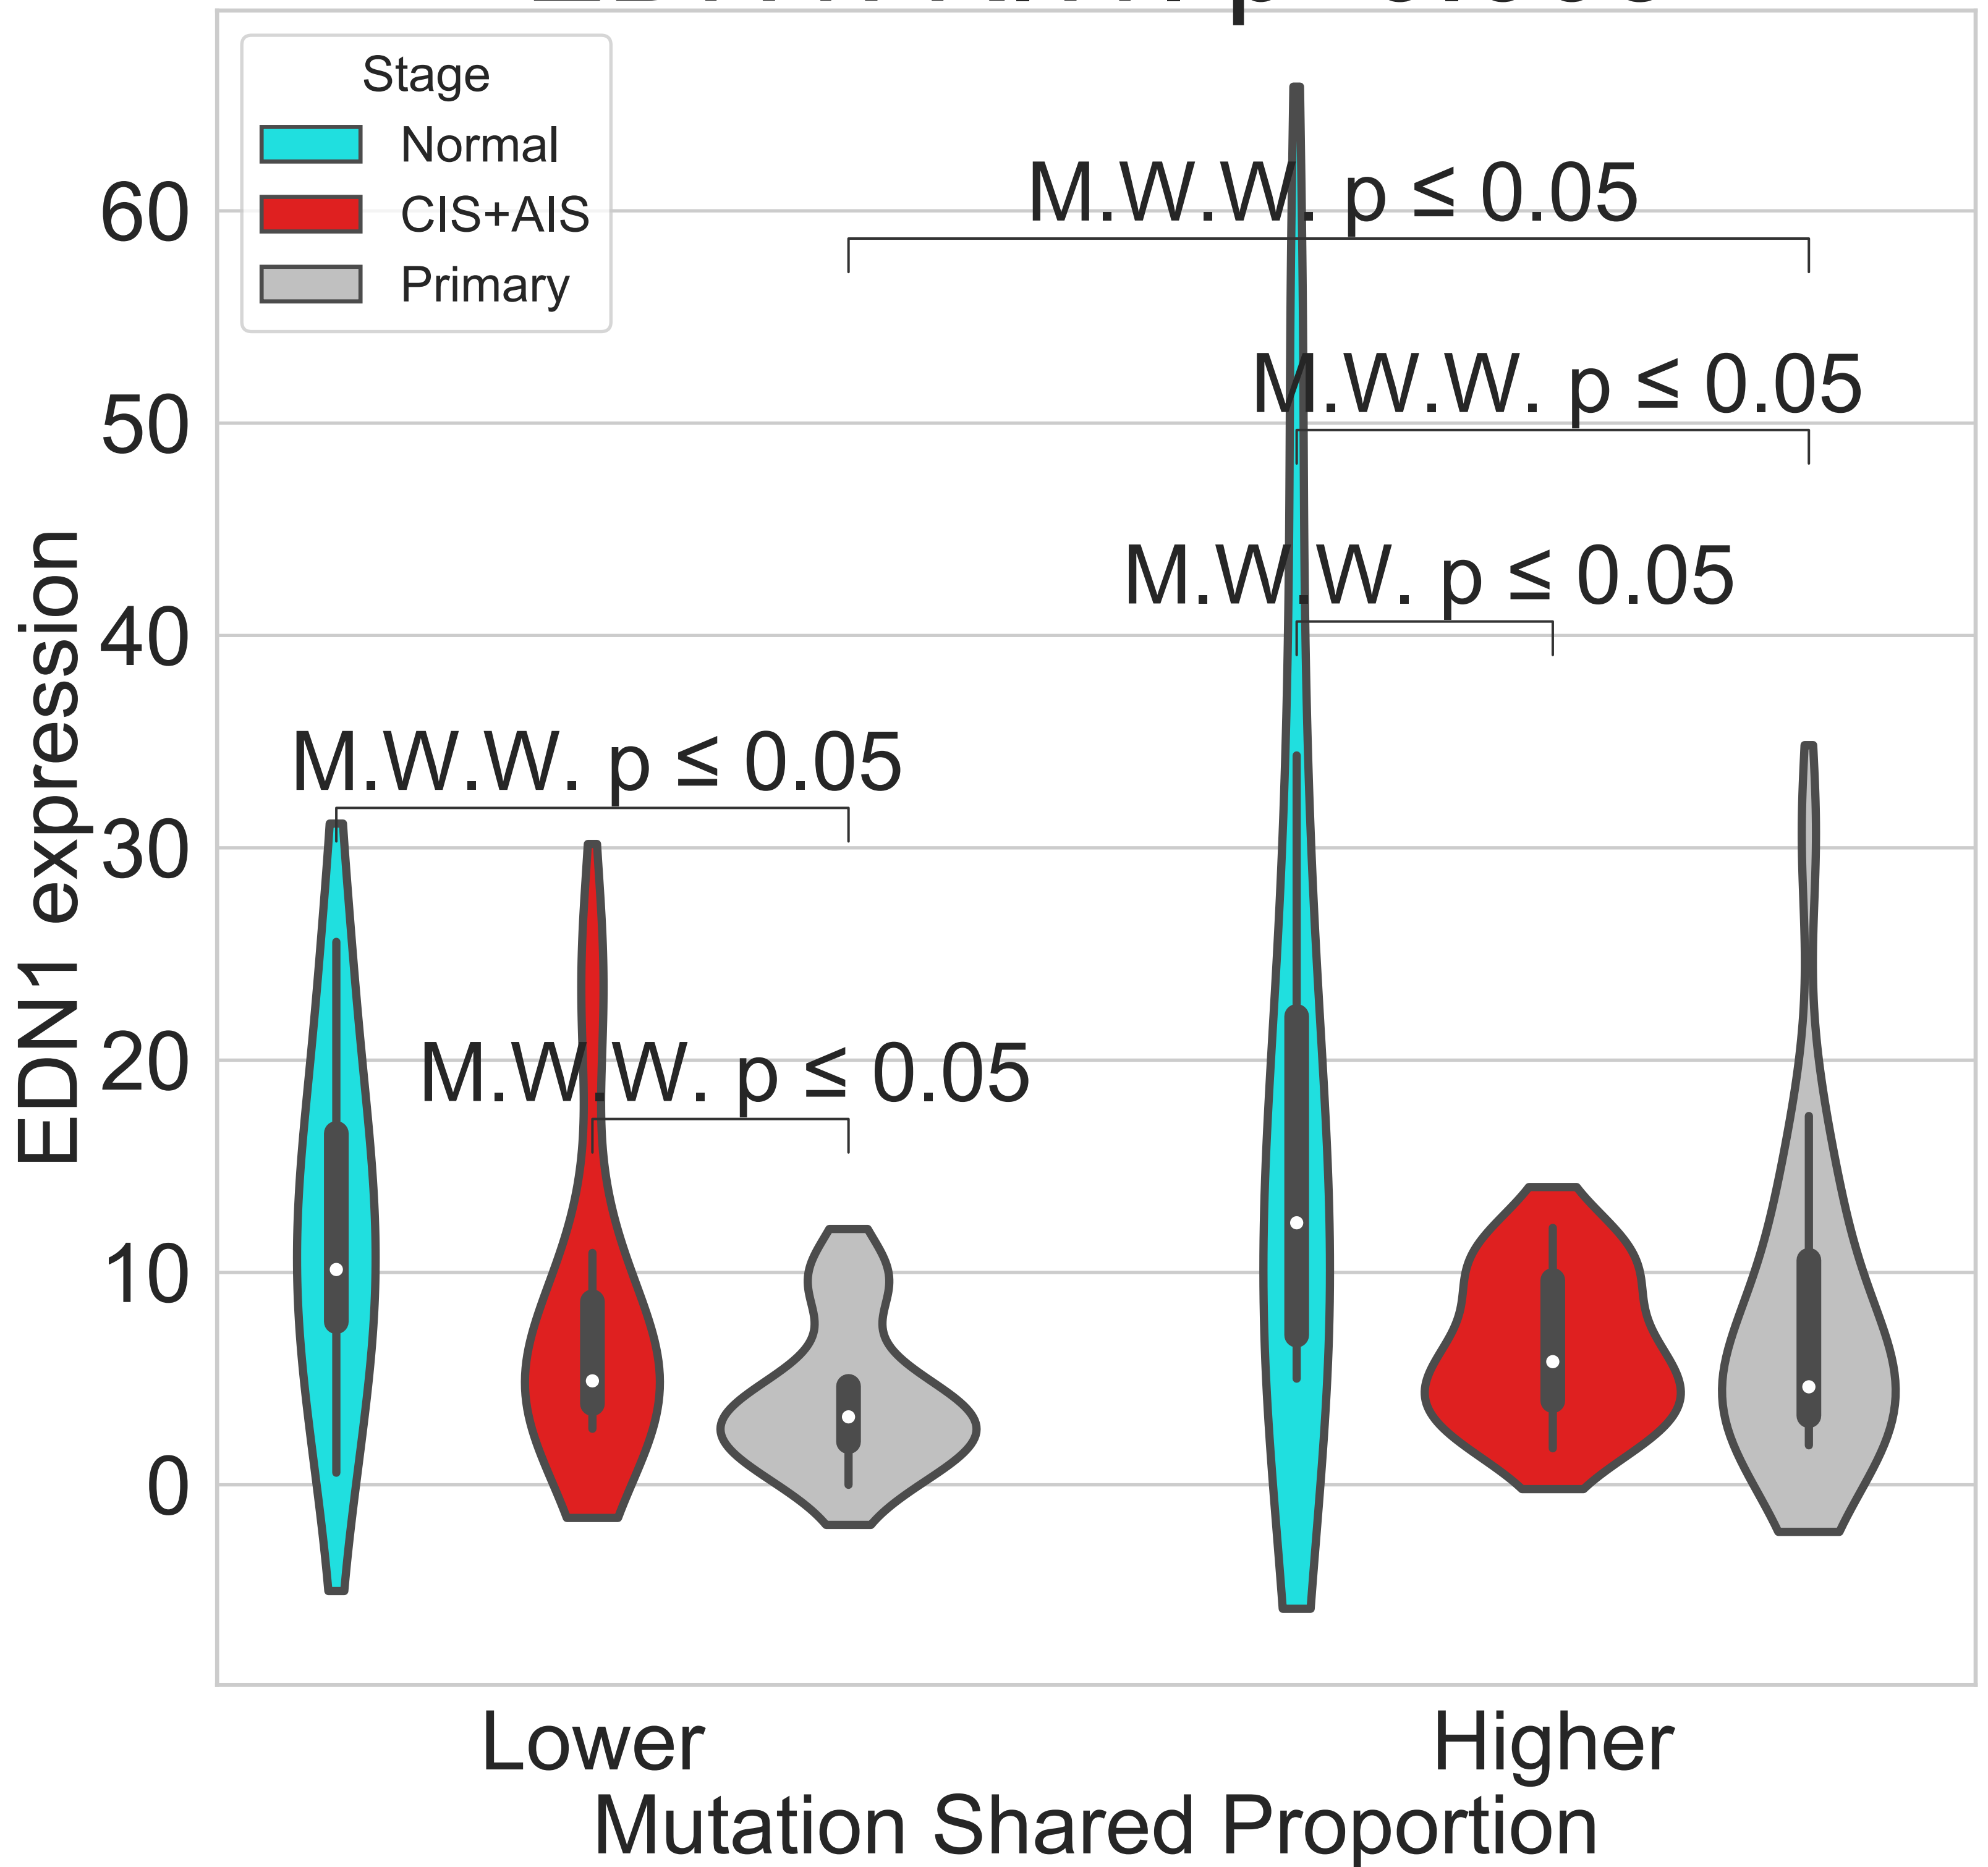 Stage
Normal
CIS+AIS
Primary
60
50
40
30
20
10
0
EDN1 expression
M.W.W. p ≤ 0.05
M.W.W. p ≤ 0.05
M.W.W. p ≤ 0.05
M.W.W. p ≤ 0.05
M.W.W. p ≤ 0.05
Lower
Higher
Mutation Shared Proportion